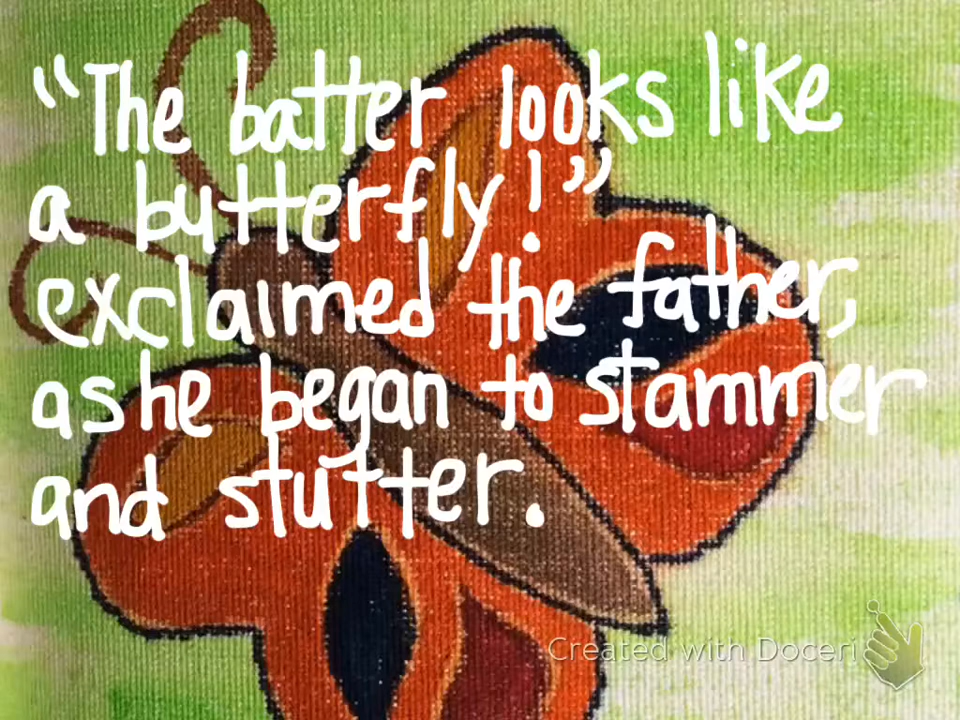 “The batter looks like
a butterfly!”
exclaimed the father,
as he began to stammer
and stutter.
Created with Doceri